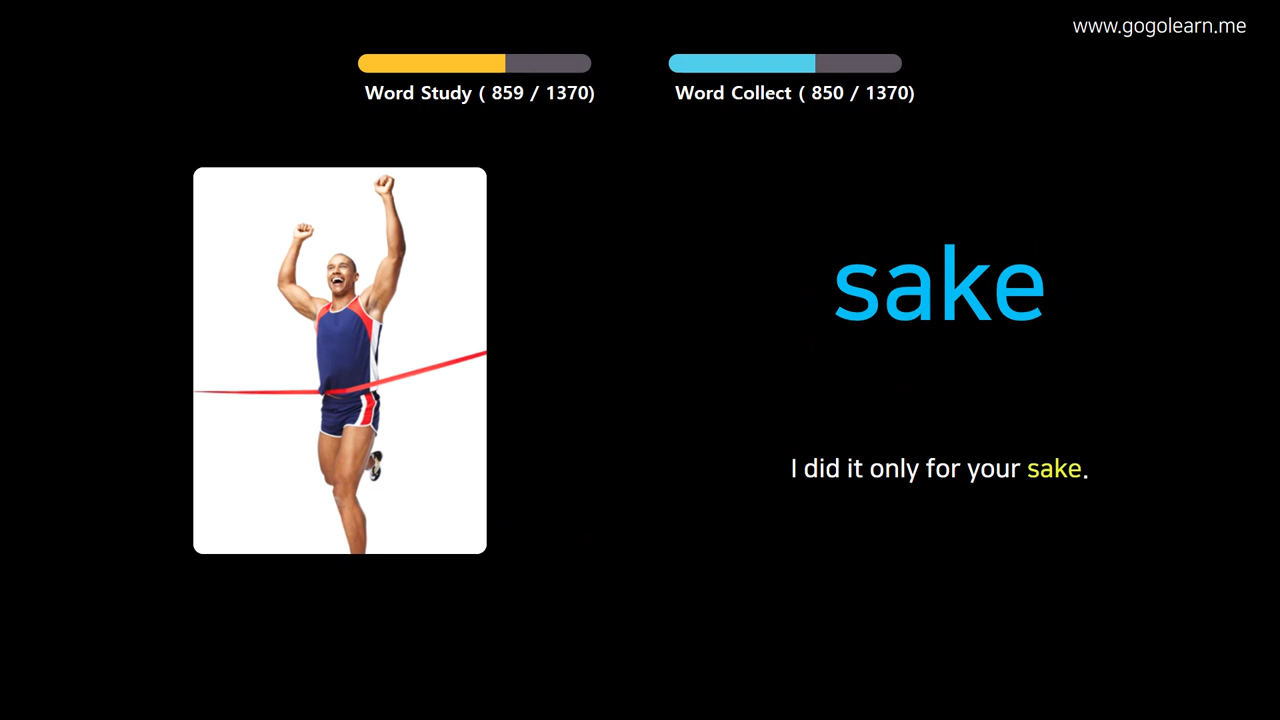 www.gogolearn.me
Word Study ( 859 / 1370)
Word Collect ( 850 / 1370)
sake
I did it only for your sake.